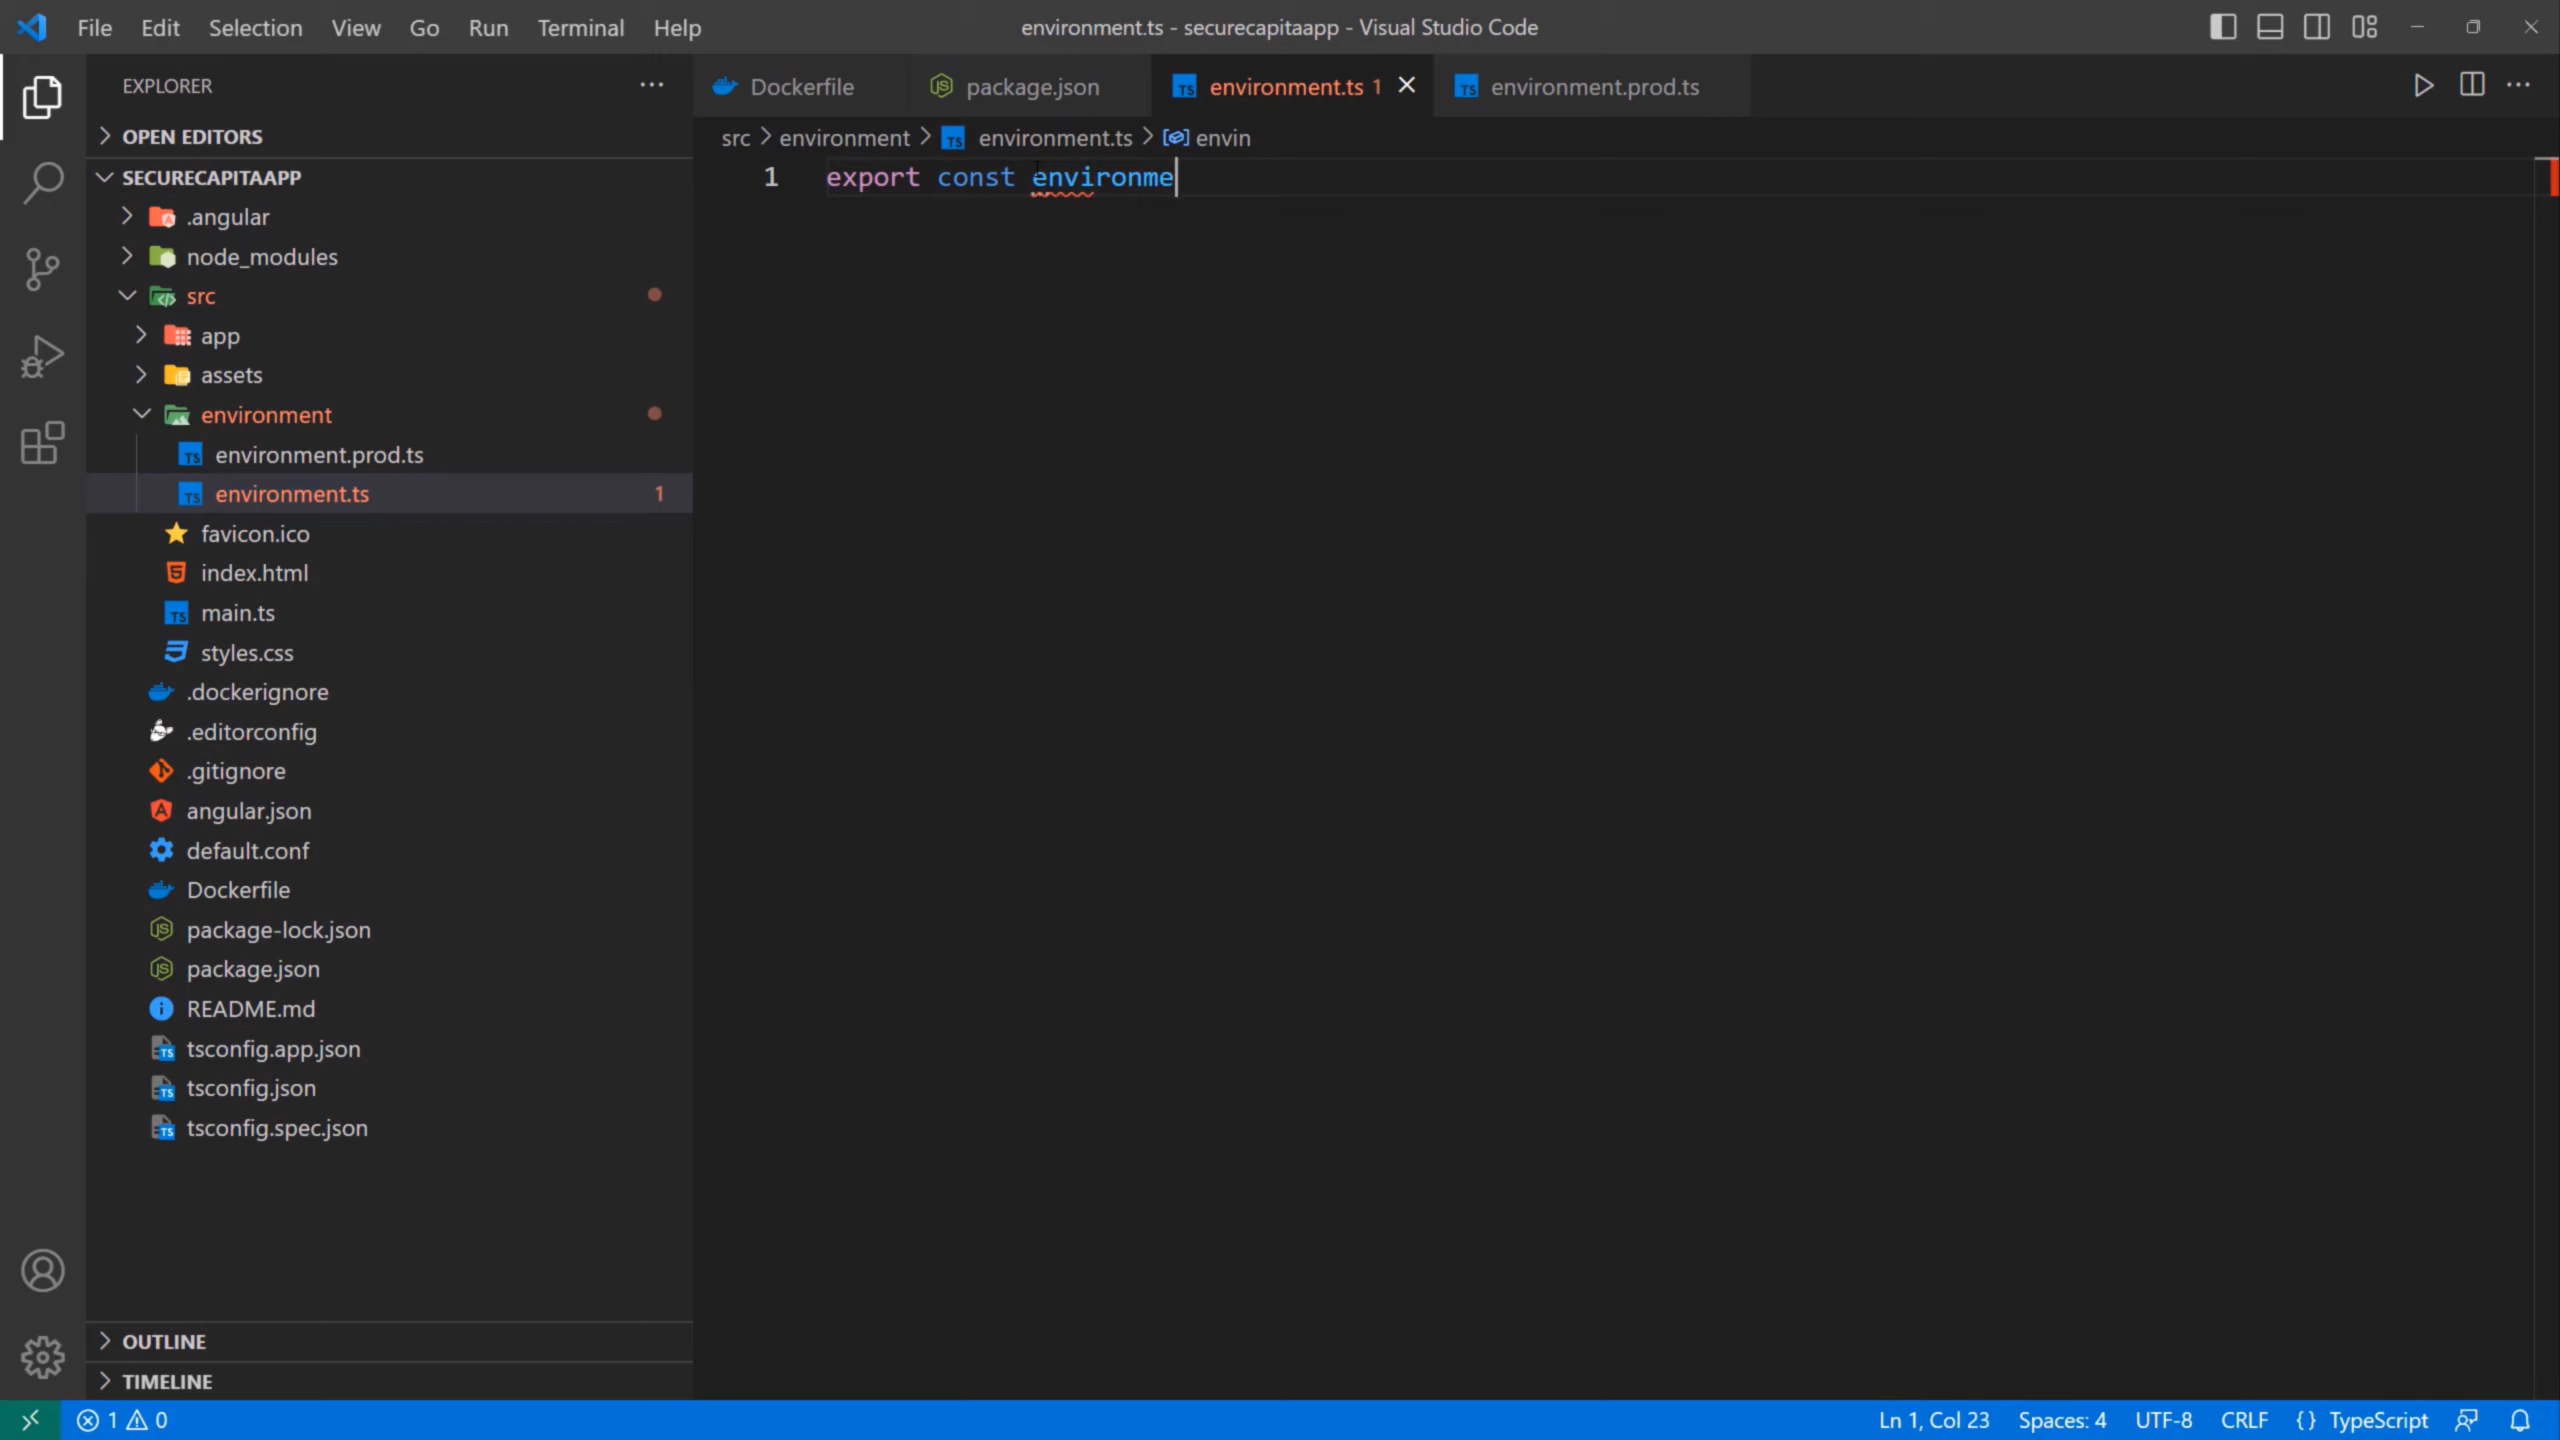 File Edit Selection View Go Run Terminal Help
environment.ts - securecapitaapp - Visual Studio Code
EXPLORER
OPEN EDITORS
SECURECAPITAAPP
.angular
node_modules
src
app
assets
environment
environment.prod.ts
environment.ts 1
favicon.ico
index.html
main.ts
styles.css
.dockerignore
.editorconfig
.gitignore
angular.json
default.conf
Dockerfile
package-lock.json
package.json
README.md
tsconfig.app.json
tsconfig.json
tsconfig.spec.json
OUTLINE
TIMELINE
Dockerfile package.json environment.ts 1 environment.prod.ts
src > environment > TS environment.ts > envin
1 export const environme
1 0
Ln 1, Col 23 Spaces: 4 UTF-8 CRLF {} TypeScript